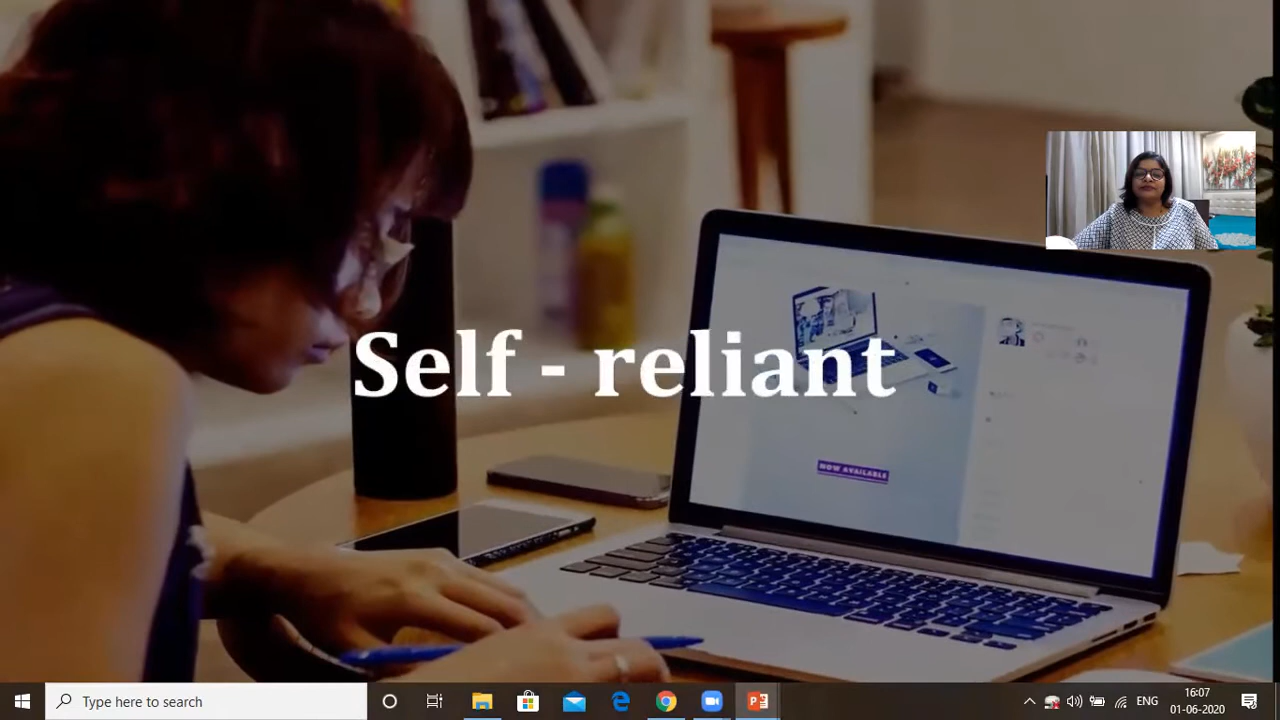 Self - reliant
NOW AVAILABLE
Type here to search
ENG
16:07
01-06-2020